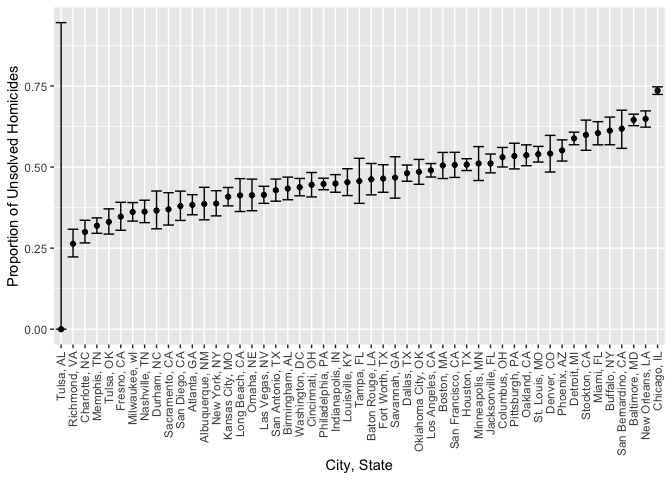 Proportion of Unsolved Homicides
0.75
0.50
0.25
0.00
Tulsa, AL
Richmond, VA
Charlotte, NC
Memphis, TN
Tulsa, OK
Fresno, CA
Milwaukee, wI
Nashville, TN
Durham, NC
Sacramento, CA
San Diego, CA
Atlanta, GA
Albuquerque, NM
New York, NY
Kansas City, MO
Long Beach, CA
Omaha, NE
Las Vegas, NV
San Antonio, TX
Birmingham, AL
Washington, DC
Cincinnati, OH
Philadelphia, PA
Indianapolis, IN
Louisville, KY
Tampa, FL
Baton Rouge, LA
Fort Worth, TX
Savannah, GA
Dallas, TX
Oklahoma City, OK
Los Angeles, CA
Boston, MA
San Francisco, CA
Houston, TX
Minneapolis, MN
Jacksonville, FL
Columbus, OH
Pittsburgh, PA
Oakland, CA
St. Louis, MO
Denver, CO
Phoenix, AZ
Detroit, MI
Stockton, CA
Miami, FL
Buffalo, NY
San Bernardino, CA
Baltimore, MD
New Orleans, LA
Chicago, IL
City, State